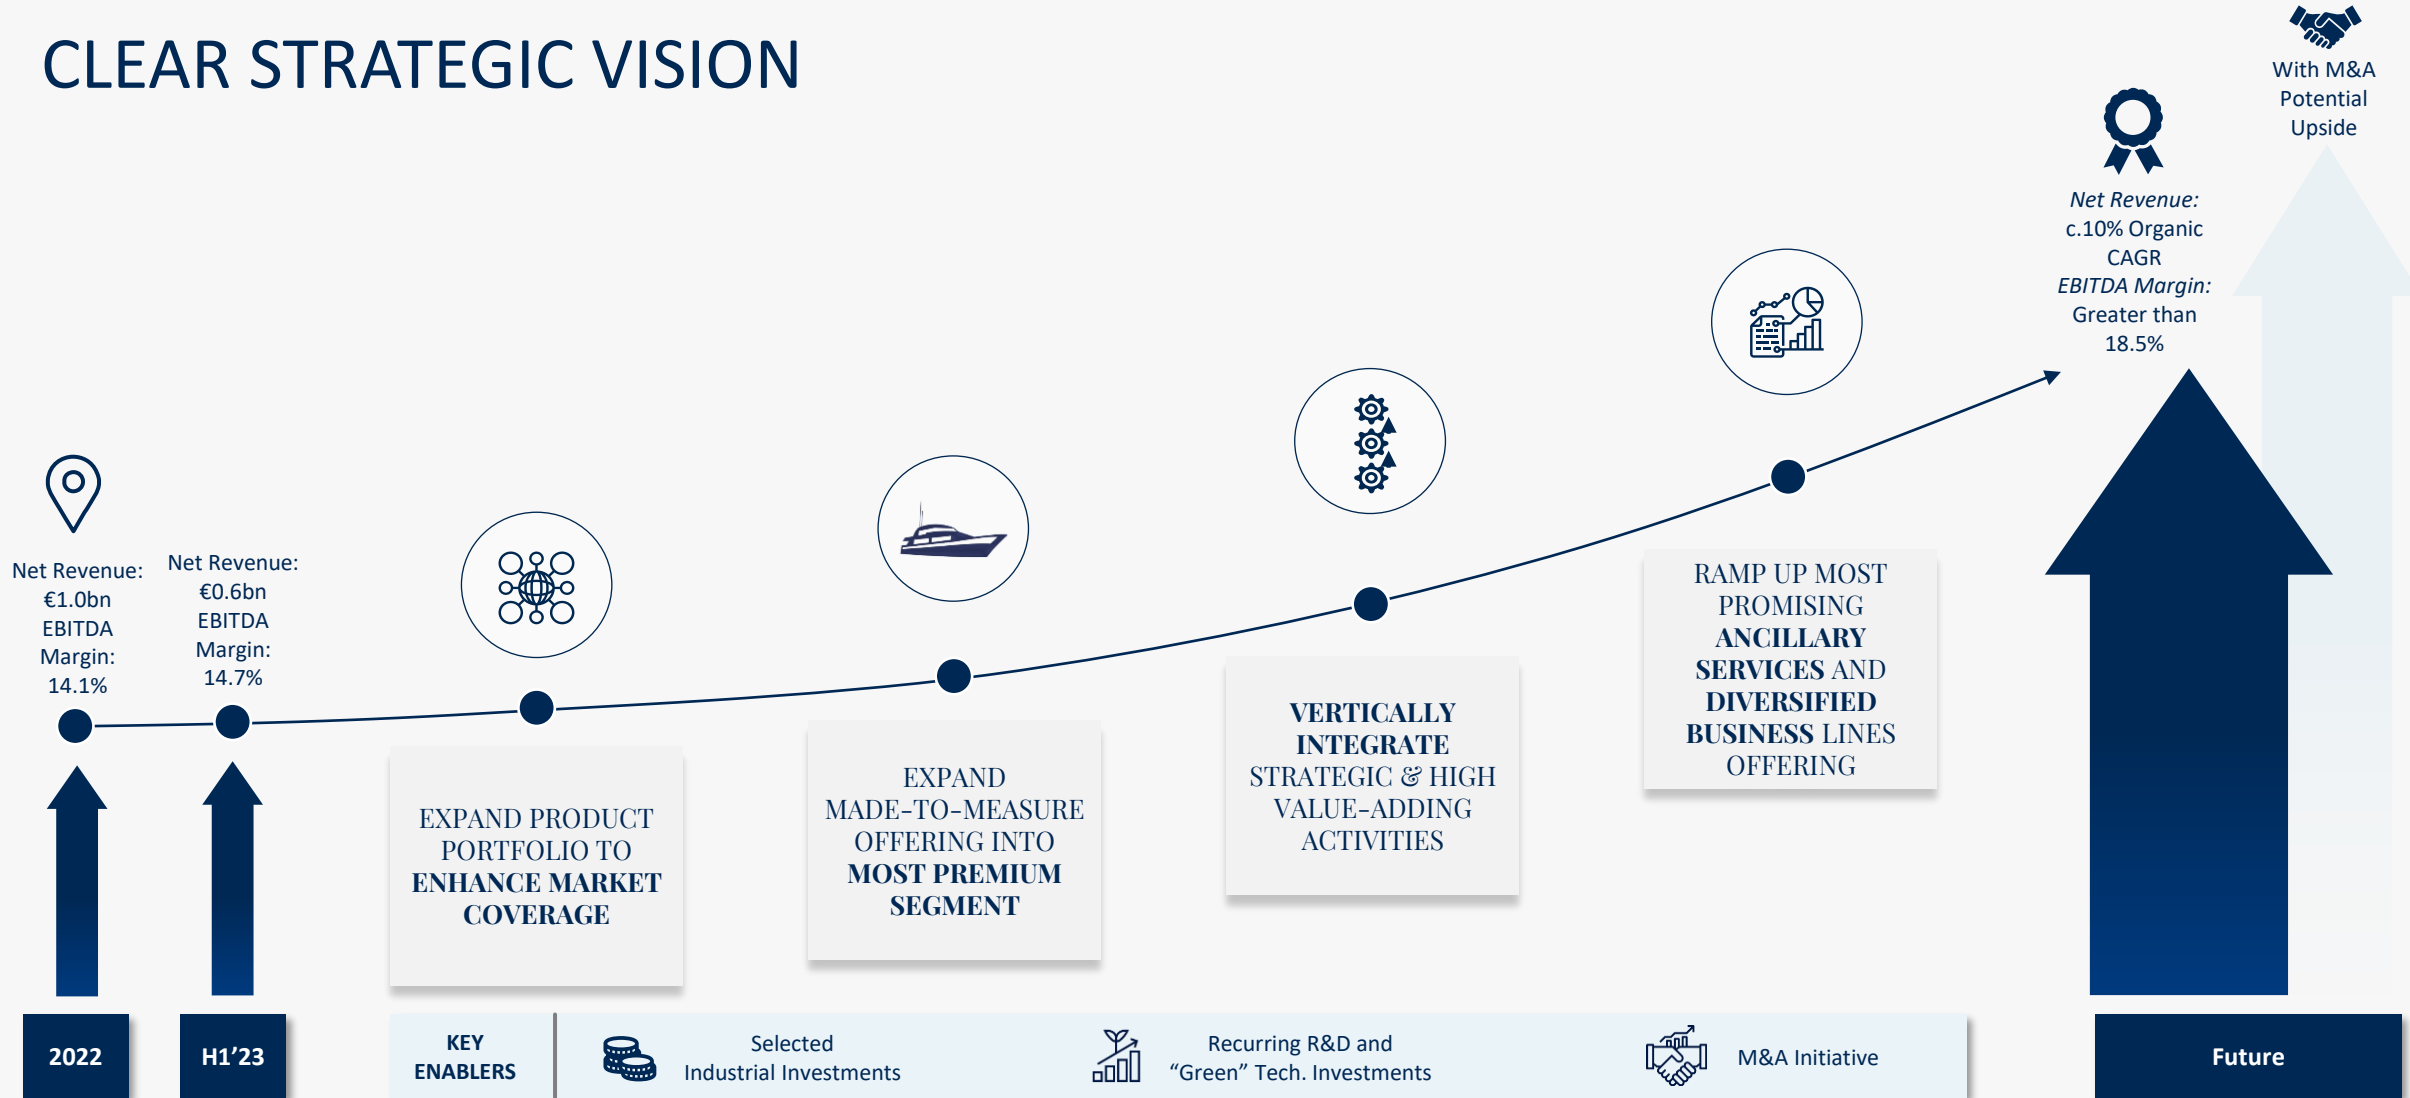 CLEAR STRATEGIC VISION
With M&A
Potential
Upside
Net Revenue:
c.10% Organic
CAGR
EBITDA Margin:
Greater than
18.5%
Net Revenue:
€1.0bn
EBITDA
Margin:
14.1%
Net Revenue:
€0.6bn
EBITDA
Margin:
14.7%
EXPAND PRODUCT
PORTFOLIO TO
ENHANCE MARKET
COVERAGE
EXPAND
MADE-TO-MEASURE
OFFERING INTO
MOST PREMIUM
SEGMENT
VERTICALLY
INTEGRATE
STRATEGIC & HIGH
VALUE-ADDING
ACTIVITIES
RAMP UP MOST
PROMISING
ANCILLARY
SERVICES AND
DIVERSIFIED
BUSINESS LINES
OFFERING
2022
H1’23
KEY
ENABLERS
Selected
Industrial Investments
Recurring R&D and
“Green” Tech. Investments
M&A Initiative
Future